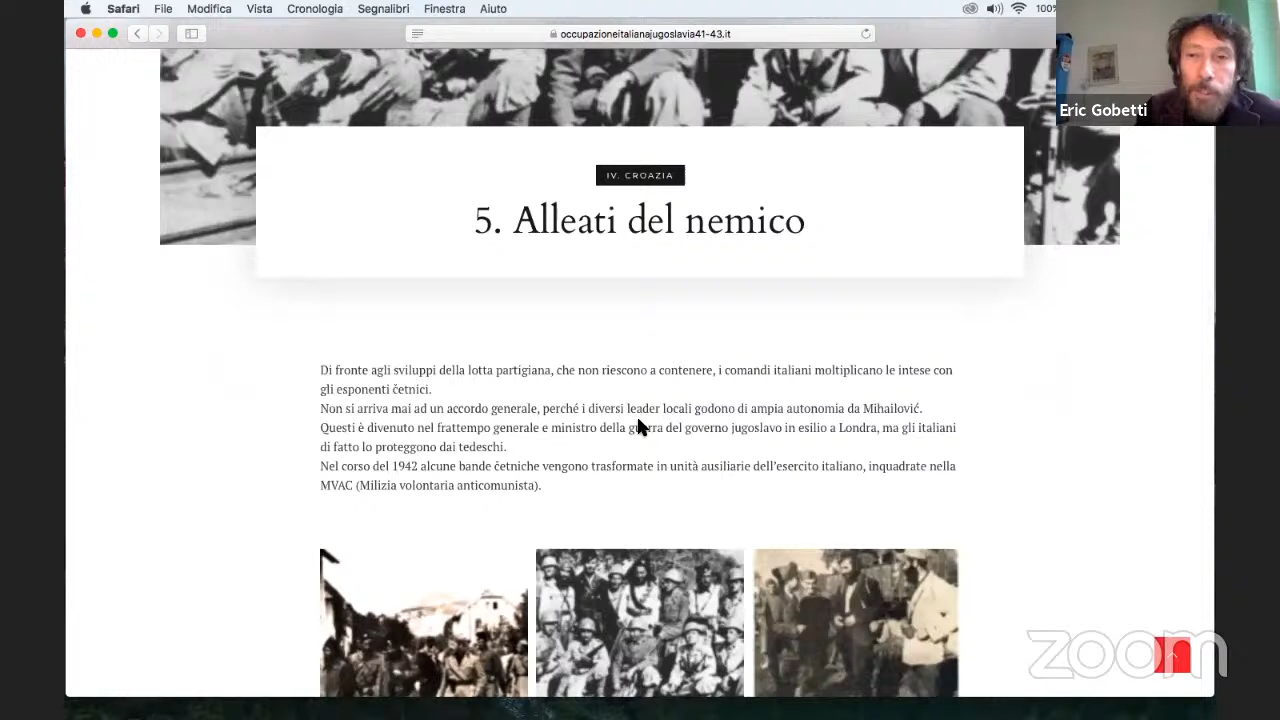 Safari File Modifica Vista Cronologia Segnalibri Finestra Aiuto 100%
occupazioneitalianajugoslavia41-43.it
Eric Gobetti
IV. CROAZIA
5. Alleati del nemico
Di fronte agli sviluppi della lotta partigiana, che non riescono a contenere, i comandi italiani moltiplicano le intese con
gli esponenti četnici.
Non si arriva mai ad un accordo generale, perché i diversi leader locali godono di ampia autonomia da Mihailović.
Questi è divenuto nel frattempo generale e ministro della guerra del governo jugoslavo in esilio a Londra, ma gli italiani
di fatto lo proteggono dai tedeschi.
Nel corso del 1942 alcune bande četniche vengono trasformate in unità ausiliarie dell'esercito italiano, inquadrate nella
MVAC (Milizia volontaria anticomunista).
zoom